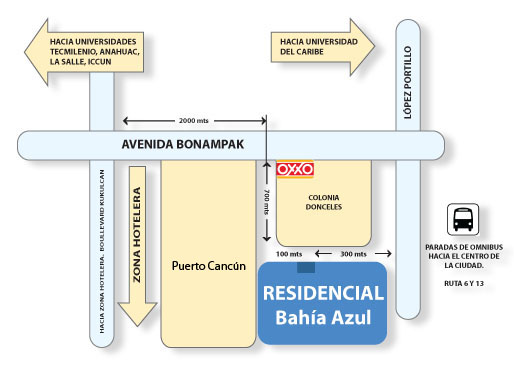 HACIA UNIVERSIDADES
TECMILENIO, ANAHUAC,
LA SALLE, ICCUN
HACIA UNIVERSIDAD
DEL CARIBE
LÓPEZ PORTILLO
2000 mts
AVENIDA BONAMPAK
HACIA ZONA HOTELERA. BOULEVARD KUKULCAN
ZONA HOTELERA
OXXO
700 mts
COLONIA
DONCELES
PARADAS DE OMNIBUS
HACIA EL CENTRO DE
LA CIUDAD.
RUTA 6 Y 13
100 mts
300 mts
Puerto Cancún
RESIDENCIAL
Bahía Azul